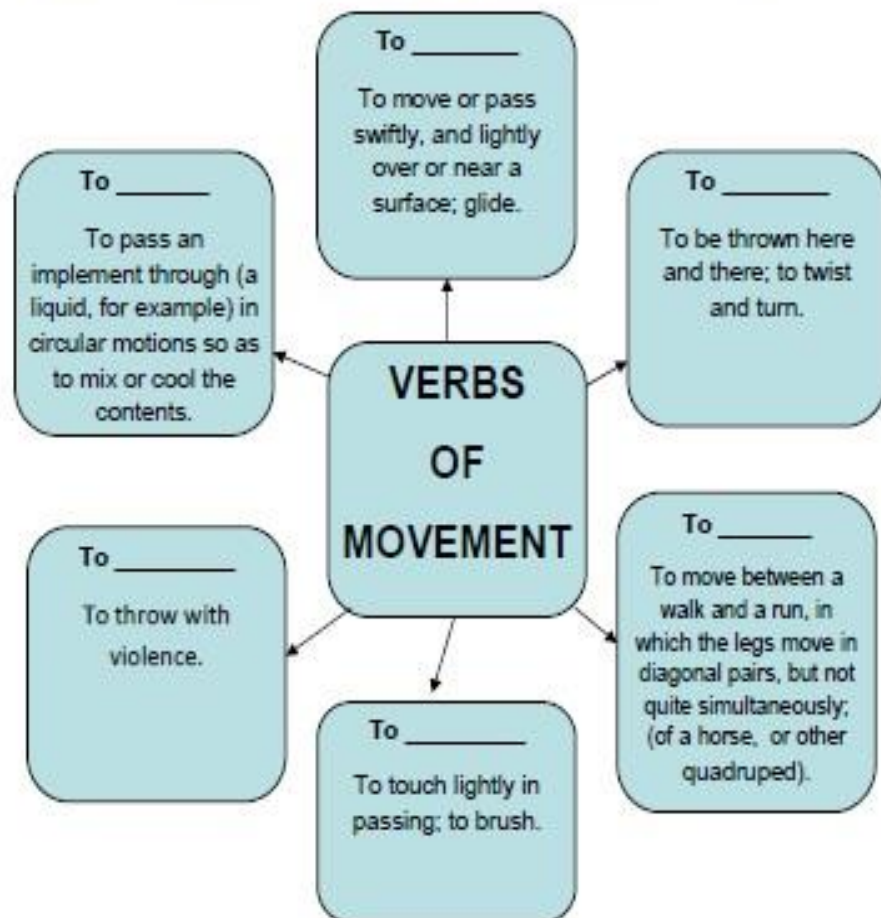 To ________
To move or pass
swiftly, and lightly
over or near a
surface; glide.
To ______
To pass an
implement through (a
liquid, for example) in
circular motions so as
to mix or cool the
contents.
To _______
To be thrown here
and there; to twist
and turn.
VERBS
OF
MOVEMENT
To ________
To throw with
violence.
To ______
To move between a
walk and a run, in
which the legs move in
diagonal pairs, but not
quite simultaneously;
(of a horse, or other
quadruped).
To ________
To touch lightly in
passing; to brush.